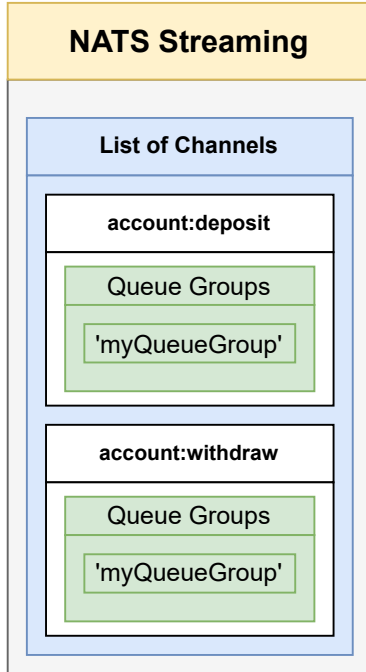 NATS Streaming
List of Channels
account:deposit
Queue Groups
'myQueueGroup'
account:withdraw
Queue Groups
'myQueueGroup'